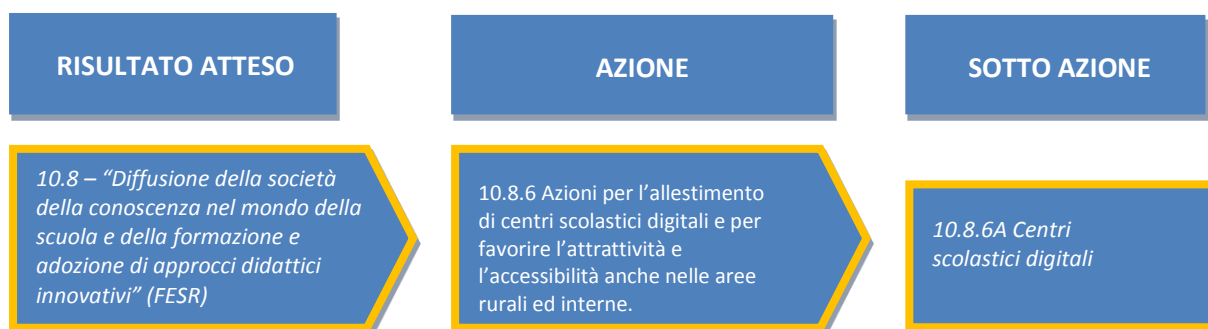 RISULTATO ATTESO
AZIONE
SOTTO AZIONE
10.8 – “Diffusione della società
della conoscenza nel mondo della
scuola e della formazione e
adozione di approcci didattici
innovativi” (FESR)
10.8.6 Azioni per l’allestimento
di centri scolastici digitali e per
favorire l’attrattività e
l’accessibilità anche nelle aree
rurali ed interne.
10.8.6A Centri
scolastici digitali